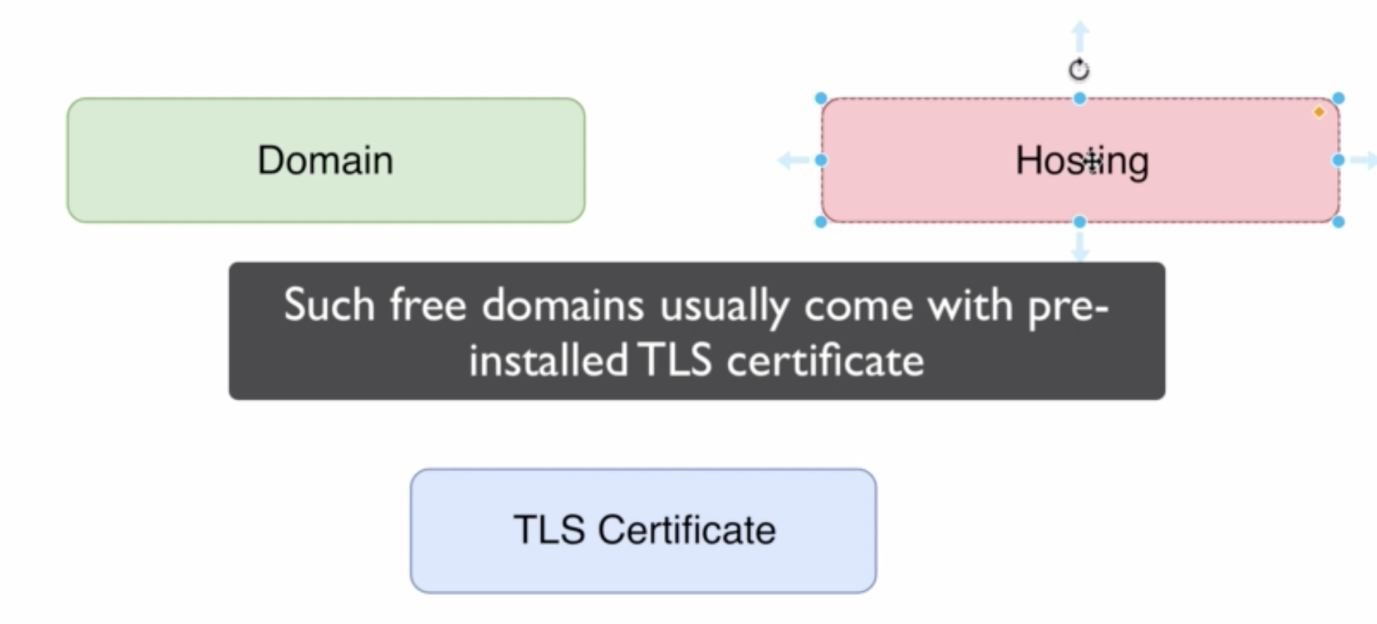 Domain
Hosting
Such free domains usually come with pre-
installed TLS certificate
TLS Certificate